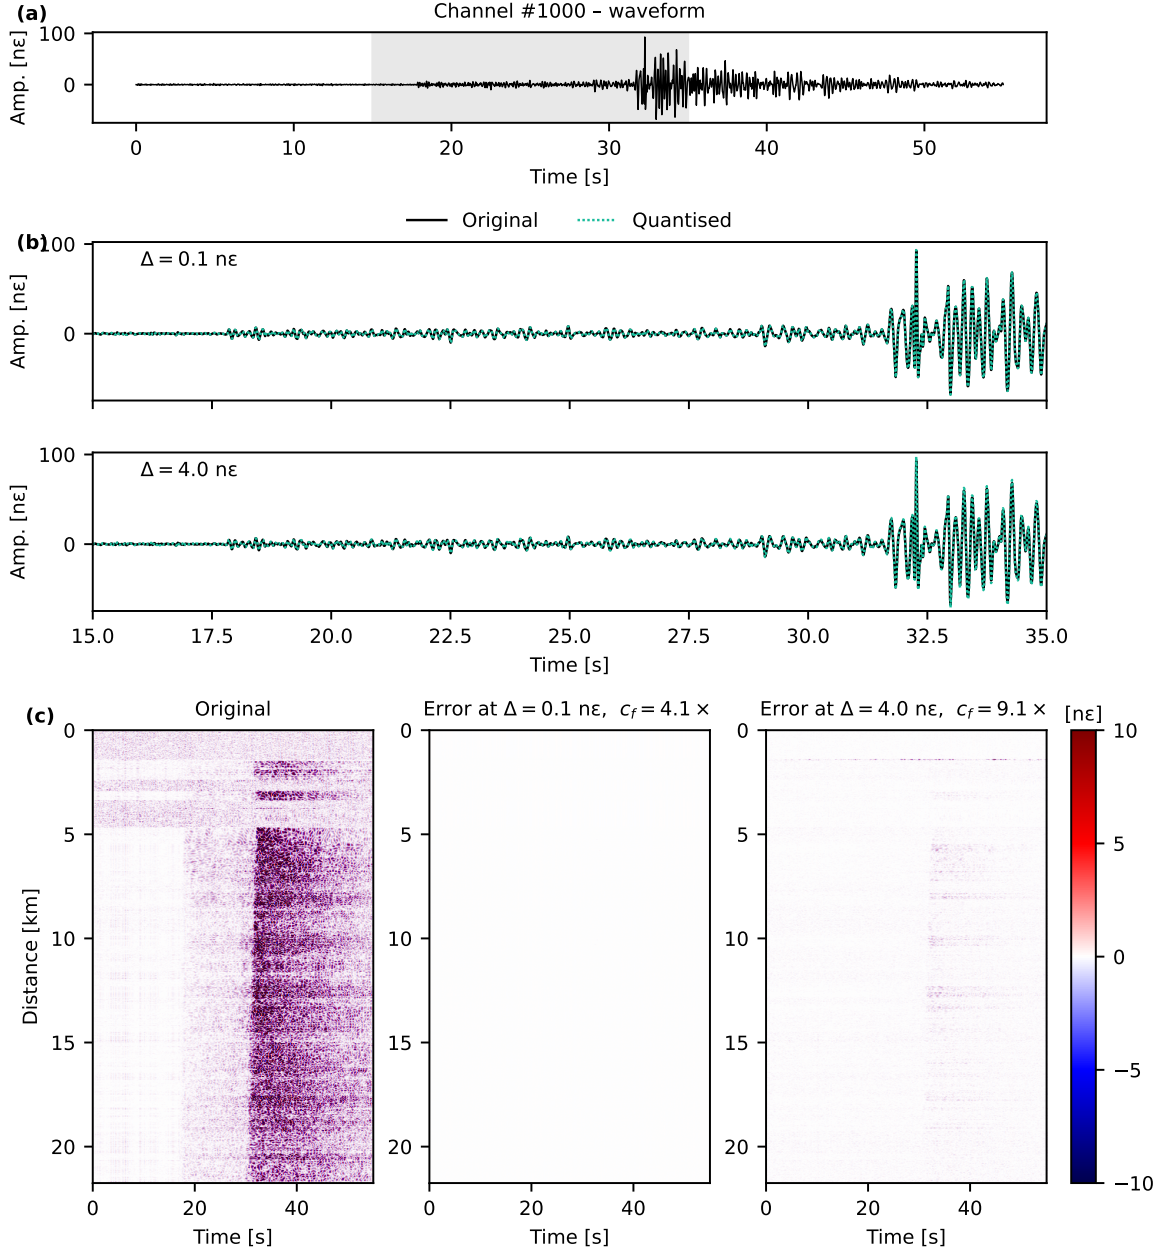 (a)
Channel #1000 – waveform
Amp. [nε]
100
0
0 10 20 30 40 50
Time [s]
Original Quantised
(b)
Amp. [nε]
100
0
Δ = 0.1 nε
15.0 17.5 20.0 22.5 25.0 27.5 30.0 32.5 35.0
Amp. [nε]
100
0
Δ = 4.0 nε
Time [s]
(c)
Original
Error at Δ = 0.1 nε, c_f = 4.1 ×
Error at Δ = 4.0 nε, c_f = 9.1 ×
[nε]
Distance [km]
0
5
10
15
20
0 20 40
Time [s]
0
5
10
15
20
0 20 40
Time [s]
0
5
10
15
20
0 20 40
Time [s]
10
5
0
−5
−10